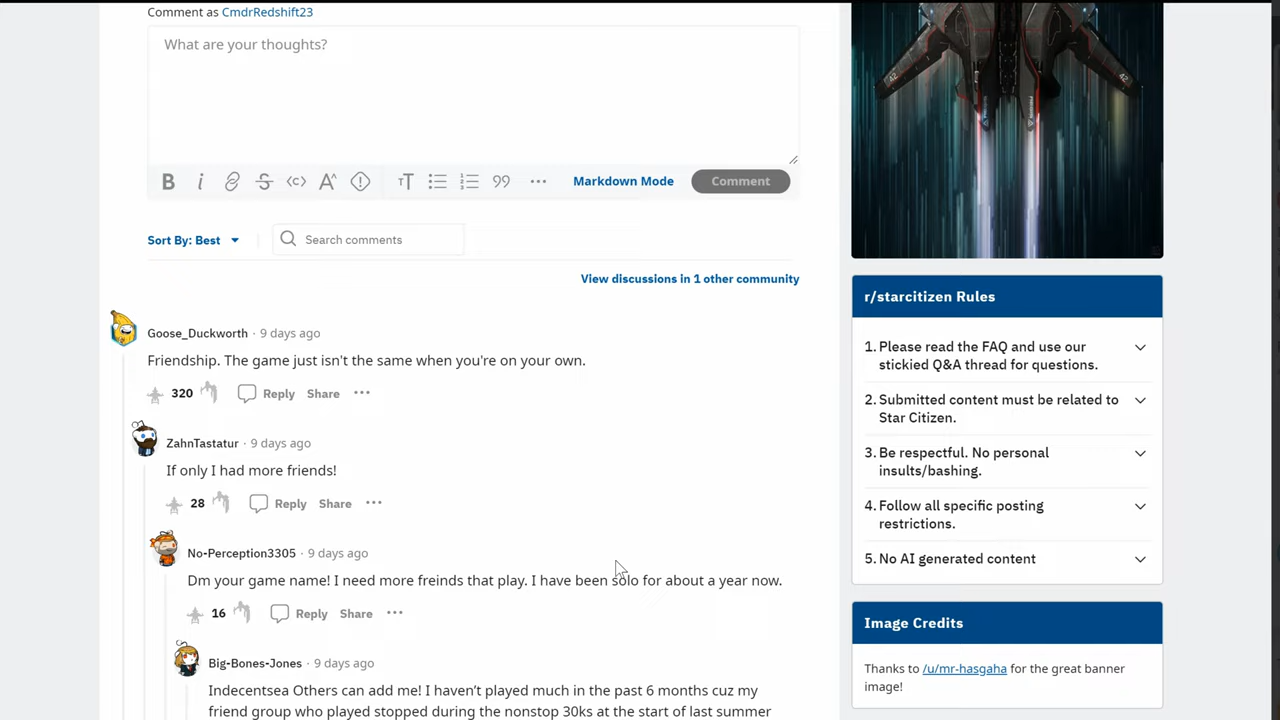 Comment as CmdrRedshift23
What are your thoughts?
Markdown Mode
Comment
Sort By: Best
Search comments
View discussions in 1 other community
Goose_Duckworth · 9 days ago
Friendship. The game just isn't the same when you're on your own.
320 Reply Share
ZahnTastatur · 9 days ago
If only I had more friends!
28 Reply Share
No-Perception3305 · 9 days ago
Dm your game name! I need more freinds that play. I have been solo for about a year now.
16 Reply Share
Big-Bones-Jones · 9 days ago
Indecentsea Others can add me! I haven't played much in the past 6 months cuz my
friend group who played stopped during the nonstop 30ks at the start of last summer
42
42
r/starcitizen Rules
1. Please read the FAQ and use our
stickied Q&A thread for questions.
2. Submitted content must be related to
Star Citizen.
3. Be respectful. No personal
insults/bashing.
4. Follow all specific posting
restrictions.
5. No AI generated content
Image Credits
Thanks to /u/mr-hasgaha for the great banner
image!